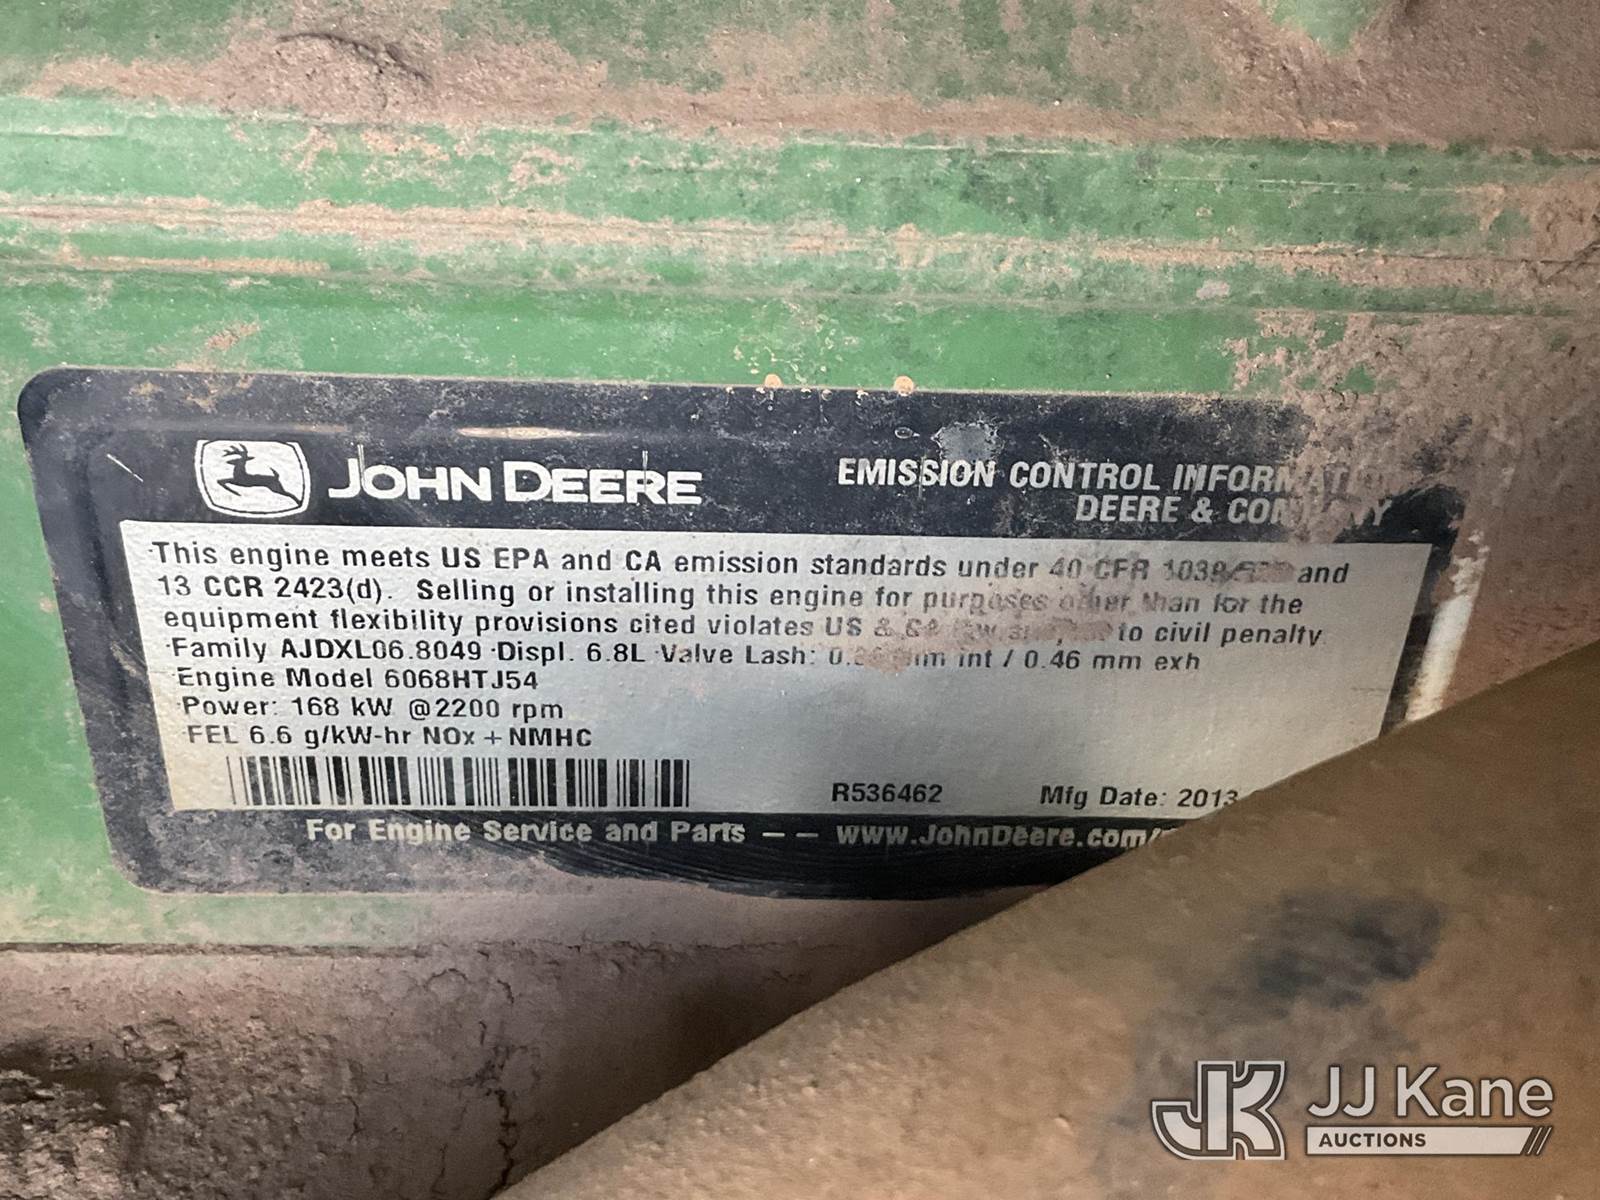 JOHN DEERE
EMISSION CONTROL INFORMATION
DEERE & COMPANY
·This engine meets US EPA and CA emission standards under 40 CFR and
13 CCR 2423(d). Selling or installing this engine for purposes other than for the
equipment flexibility provisions cited violates US & CA to civil penalty.
·Family AJDXL06.8049 ·Displ. 6.8L ·Valve Lash: mm int / 0.46 mm exh
·Engine Model 6068HTJ54
·Power: 168 kW @2200 rpm
·FEL 6.6 g/kW-hr NOx + NMHC
R536462 Mfg Date: 2013
For Engine Service and Parts -- www.JohnDeere.com/
JK JJ Kane
AUCTIONS